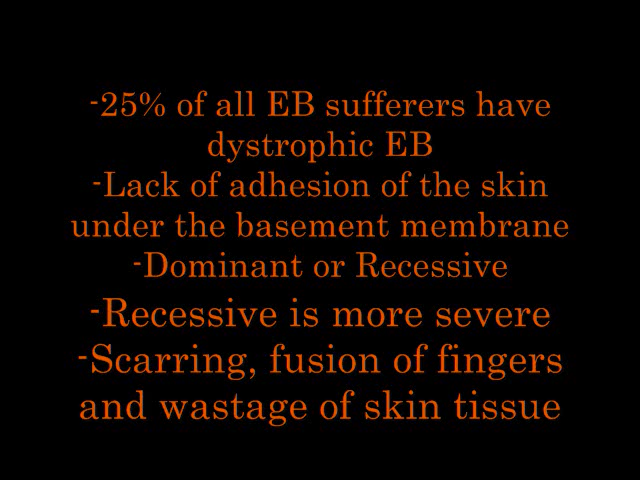 -25% of all EB sufferers have
dystrophic EB
-Lack of adhesion of the skin
under the basement membrane
-Dominant or Recessive
-Recessive is more severe
-Scarring, fusion of fingers
and wastage of skin tissue